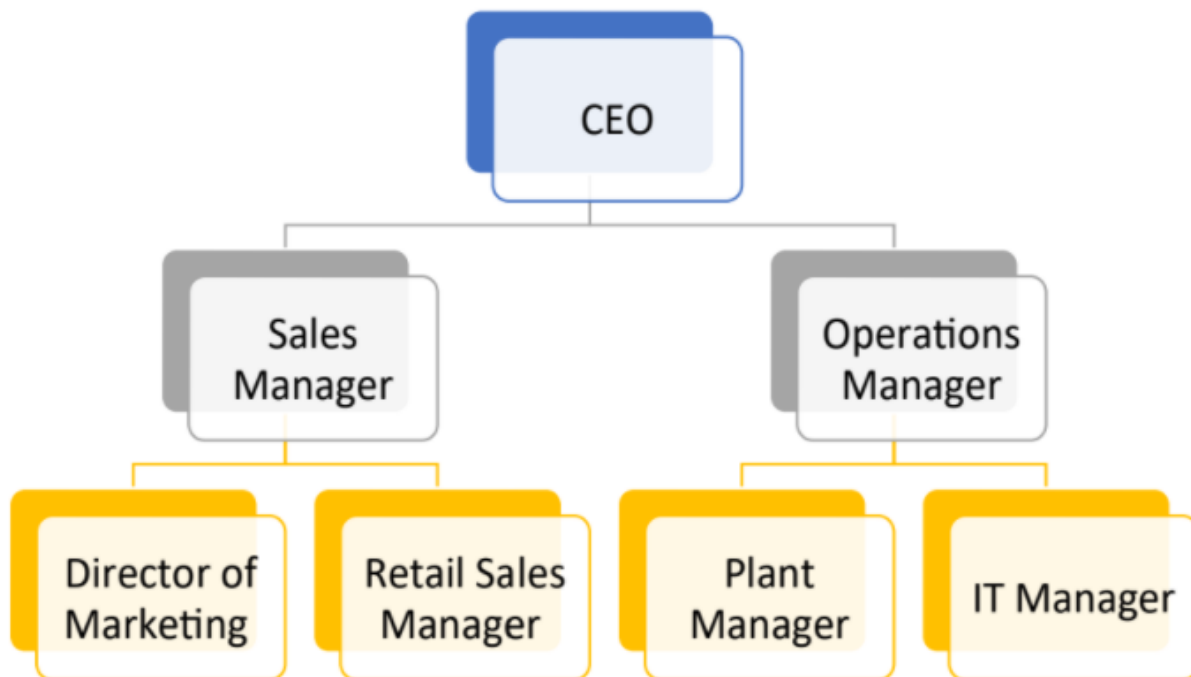 CEO
Sales
Manager
Operations
Manager
Director of
Marketing
Retail Sales
Manager
Plant
Manager
IT Manager